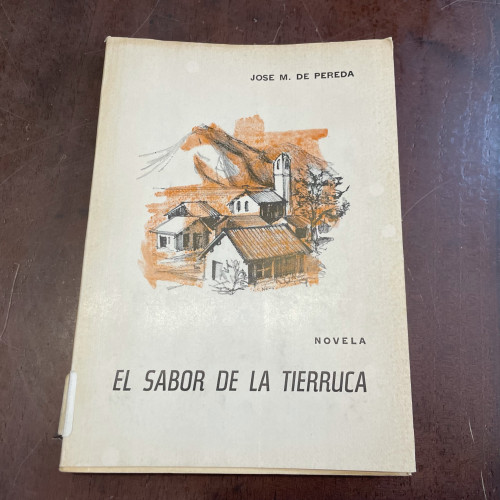 JOSE M. DE PEREDA
NOVELA
EL SABOR DE LA TIERRUCA